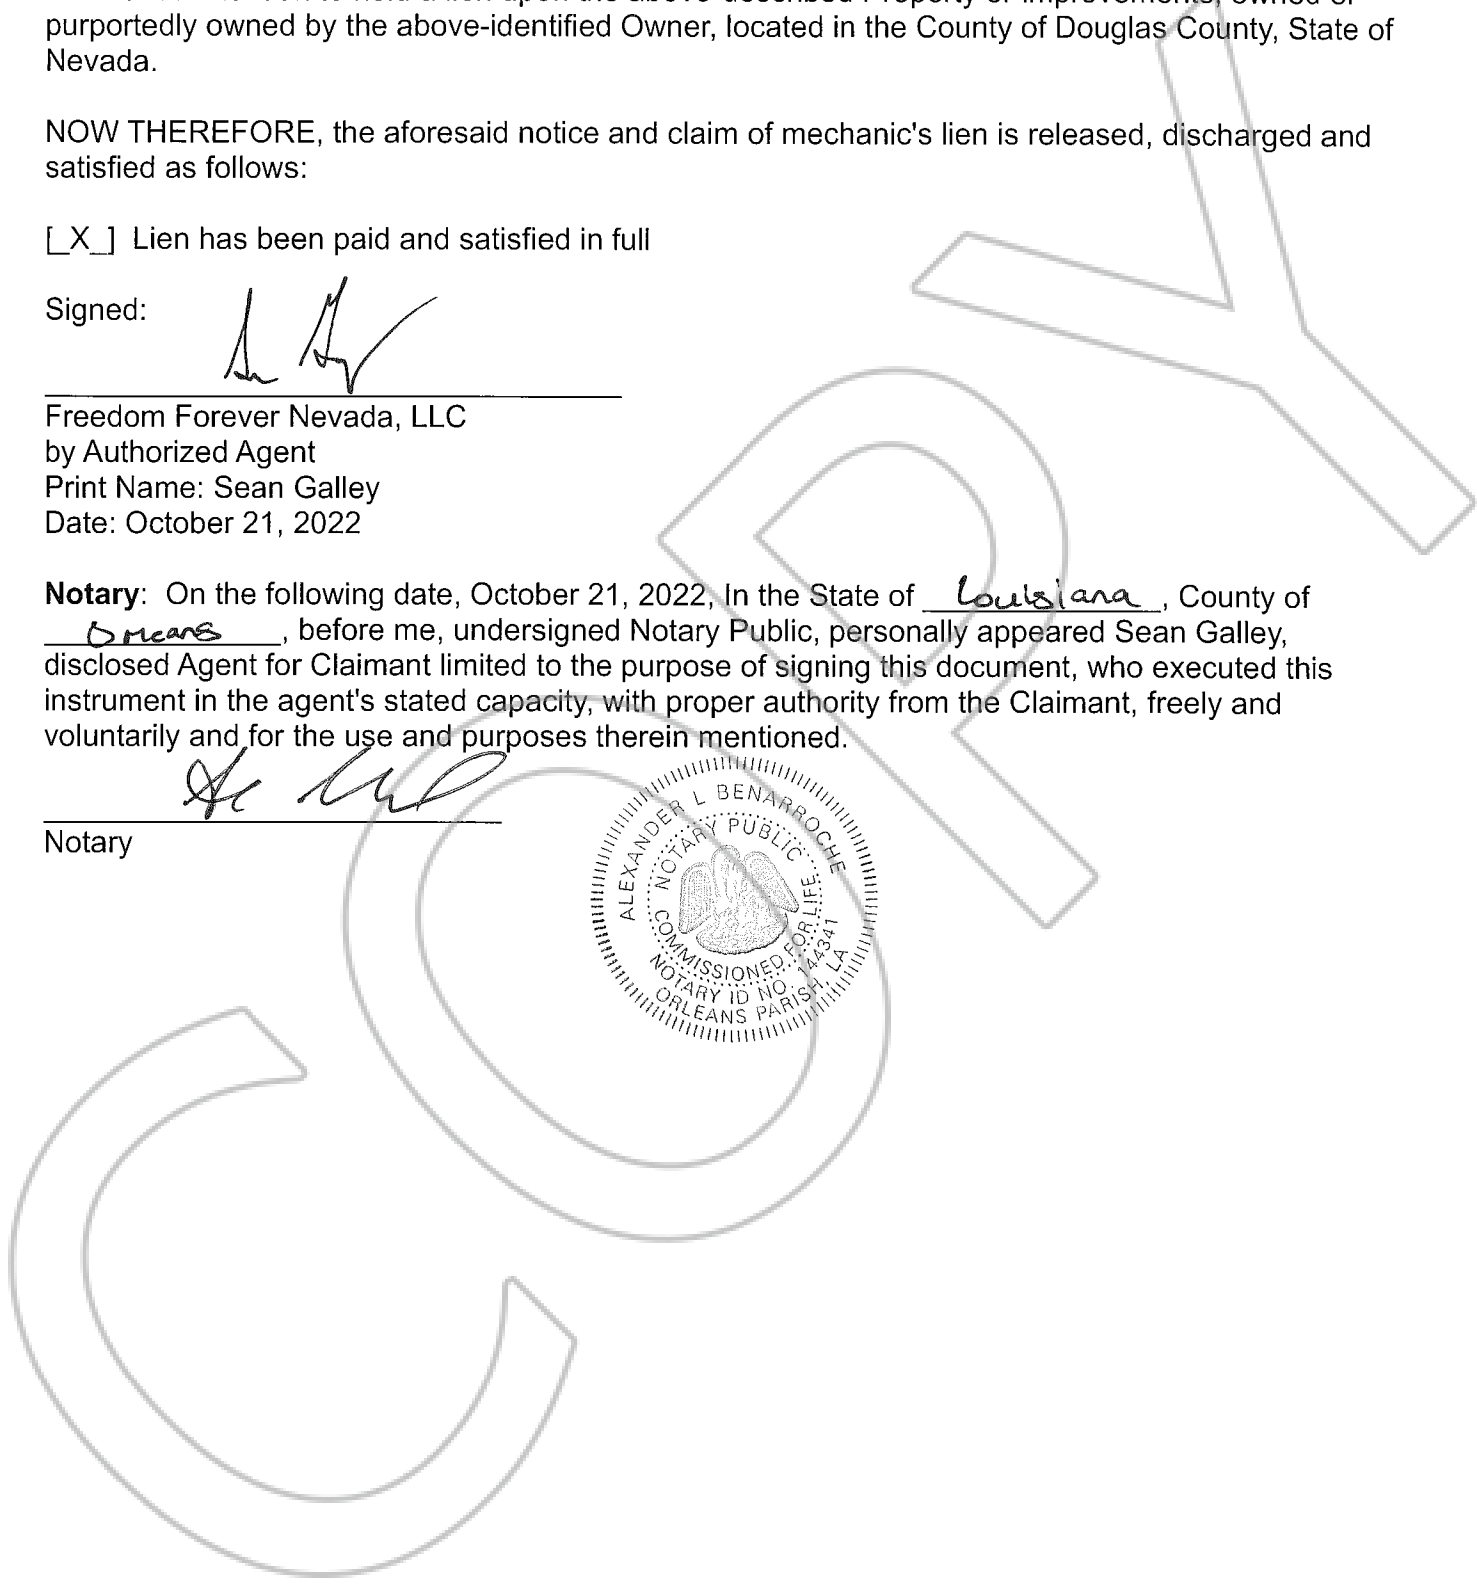 purportedly owned by the above-identified Owner, located in the County of Douglas County, State of
Nevada.
NOW THEREFORE, the aforesaid notice and claim of mechanic's lien is released, discharged and
satisfied as follows:
[_X_] Lien has been paid and satisfied in full
Signed:
Freedom Forever Nevada, LLC
by Authorized Agent
Print Name: Sean Galley
Date: October 21, 2022
Notary: On the following date, October 21, 2022, In the State of Louisiana, County of
Orleans, before me, undersigned Notary Public, personally appeared Sean Galley,
disclosed Agent for Claimant limited to the purpose of signing this document, who executed this
instrument in the agent's stated capacity, with proper authority from the Claimant, freely and
voluntarily and for the use and purposes therein mentioned.
Notary
ALEXANDER L BENARROCHE
NOTARY PUBLIC
COMMISSIONED FOR LIFE
NOTARY ID NO. 144341
ORLEANS PARISH, LA
COPY